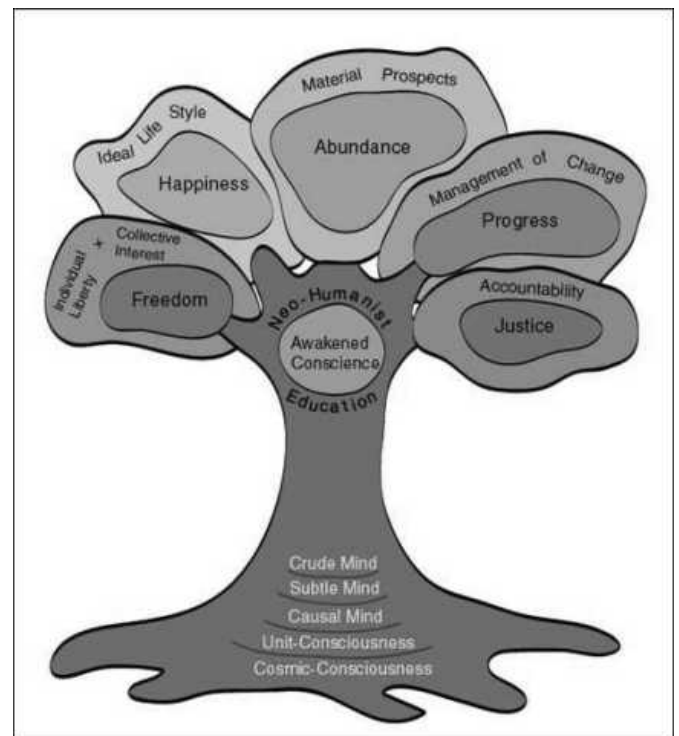 Material Prospects
Abundance
Ideal Life Style
Happiness
Management of Change
Progress
Individual Liberty + Collective Interest
Freedom
Accountability
Justice
Neo-Humanist
Awakened
Conscience
Education
Crude Mind
Subtle Mind
Causal Mind
Unit-Consciousness
Cosmic-Consciousness